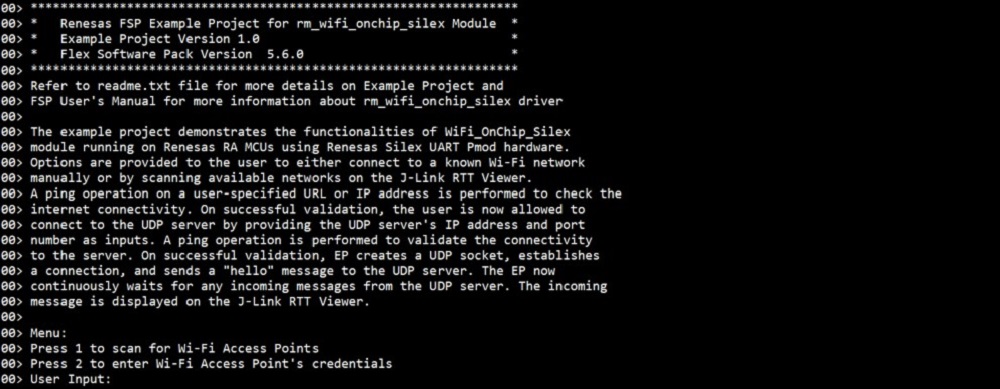 00> *****************************************************************
00> *   Renesas FSP Example Project for rm_wifi_onchip_silex Module  *
00> *   Example Project Version 1.0                                  *
00> *   Flex Software Pack Version  5.6.0                            *
00> *****************************************************************
00> Refer to readme.txt file for more details on Example Project and
00> FSP User's Manual for more information about rm_wifi_onchip_silex driver
00>
00> The example project demonstrates the functionalities of WiFi_OnChip_Silex
00> module running on Renesas RA MCUs using Renesas Silex UART Pmod hardware.
00> Options are provided to the user to either connect to a known Wi-Fi network
00> manually or by scanning available networks on the J-Link RTT Viewer.
00> A ping operation on a user-specified URL or IP address is performed to check the
00> internet connectivity. On successful validation, the user is now allowed to
00> connect to the UDP server by providing the UDP server's IP address and port
00> number as inputs. A ping operation is performed to validate the connectivity
00> to the server. On successful validation, EP creates a UDP socket, establishes
00> a connection, and sends a "hello" message to the UDP server. The EP now
00> continuously waits for any incoming messages from the UDP server. The incoming
00> message is displayed on the J-Link RTT Viewer.
00>
00> Menu:
00> Press 1 to scan for Wi-Fi Access Points
00> Press 2 to enter Wi-Fi Access Point's credentials
00> User Input: